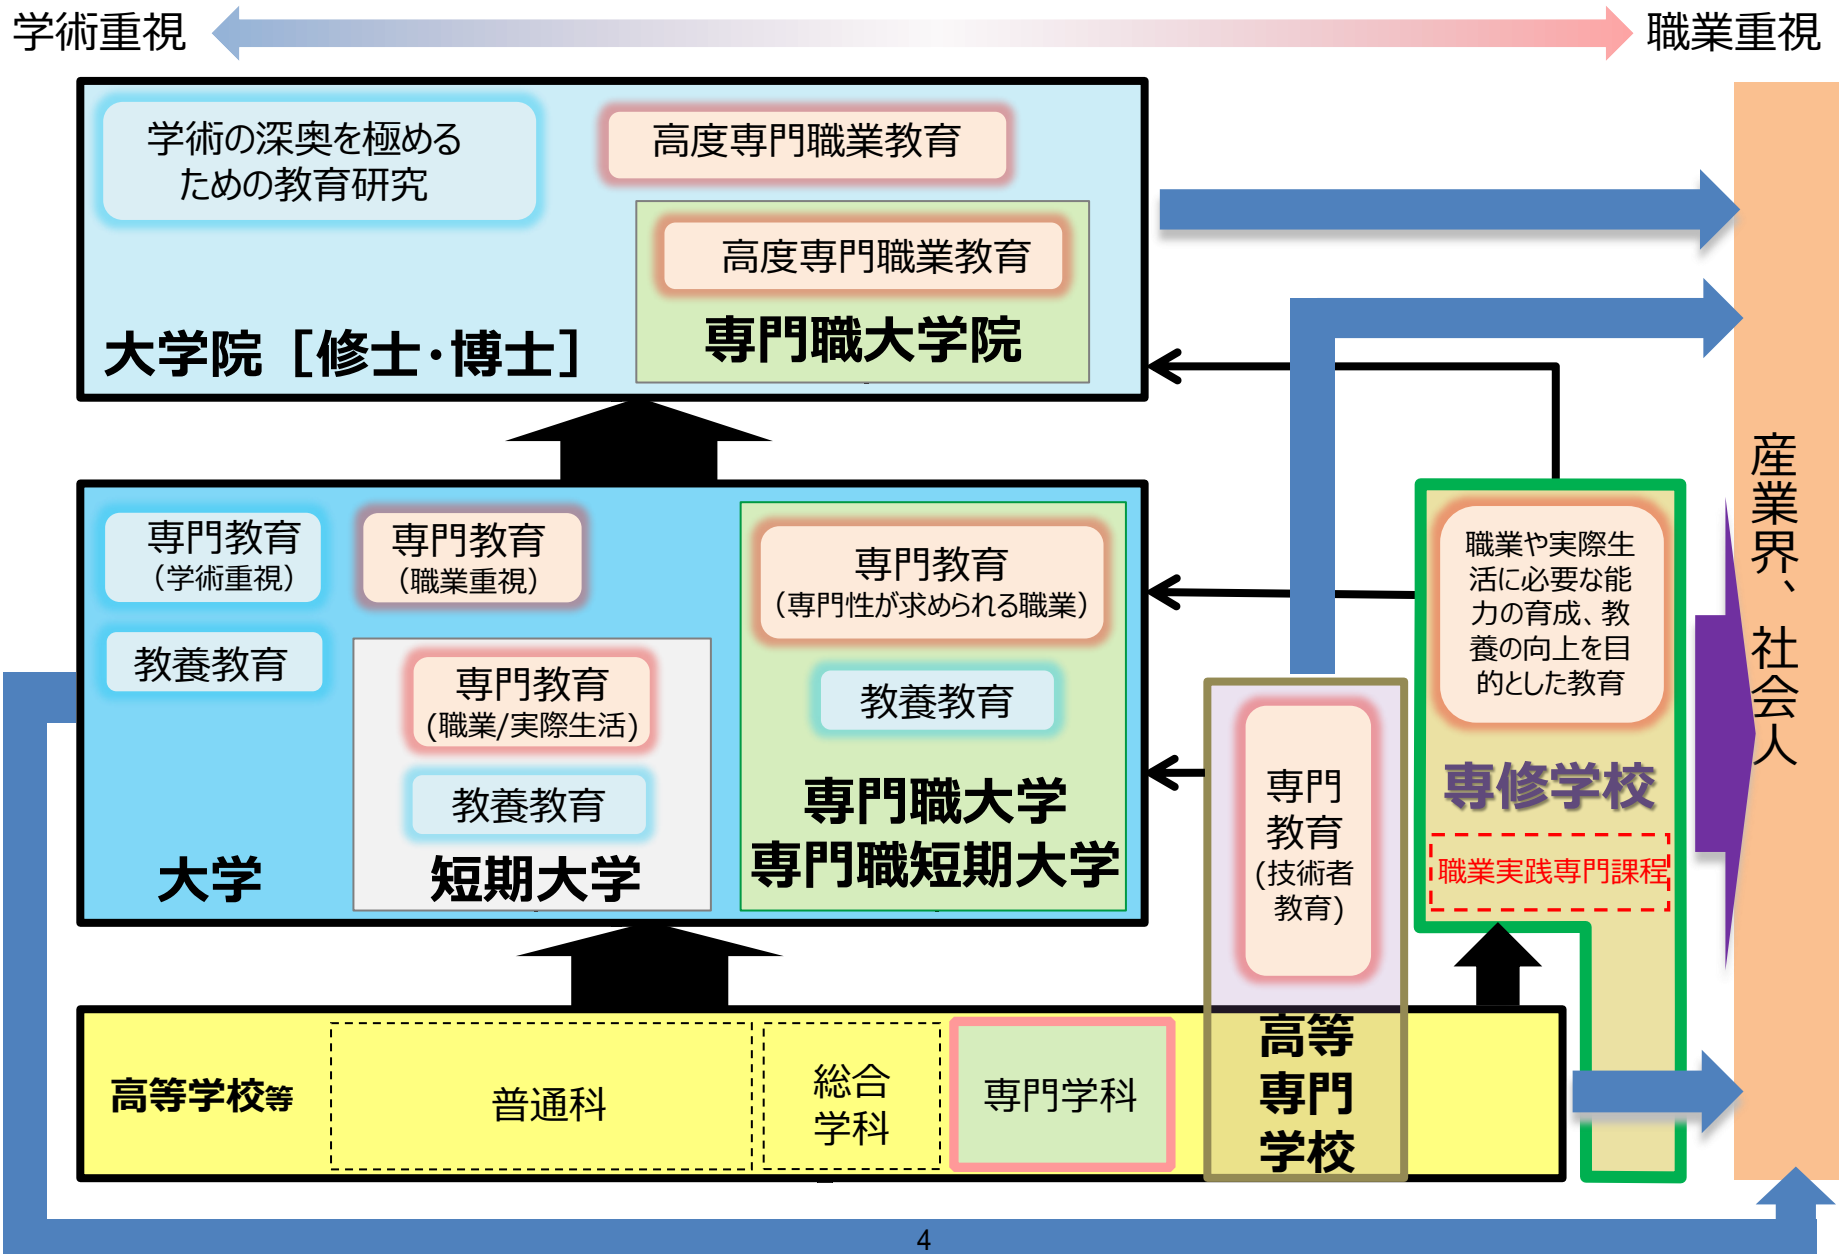 学術重視
職業重視
学術の深奥を極める
ための教育研究
高度専門職業教育
高度専門職業教育
専門職大学院
大学院［修士・博士］
専門教育
（学術重視）
専門教育
（職業重視）
専門教育
（専門性が求められる職業）
教養教育
専門教育
(職業/実際生活)
教養教育
教養教育
専門職大学
専門職短期大学
大学
短期大学
専門
教育
(技術者
教育)
高等
専門
学校
職業や実際生
活に必要な能
力の育成、教
養の向上を目
的とした教育
専修学校
職業実践専門課程
産業界、社会人
高等学校等
普通科
総合
学科
専門学科
4